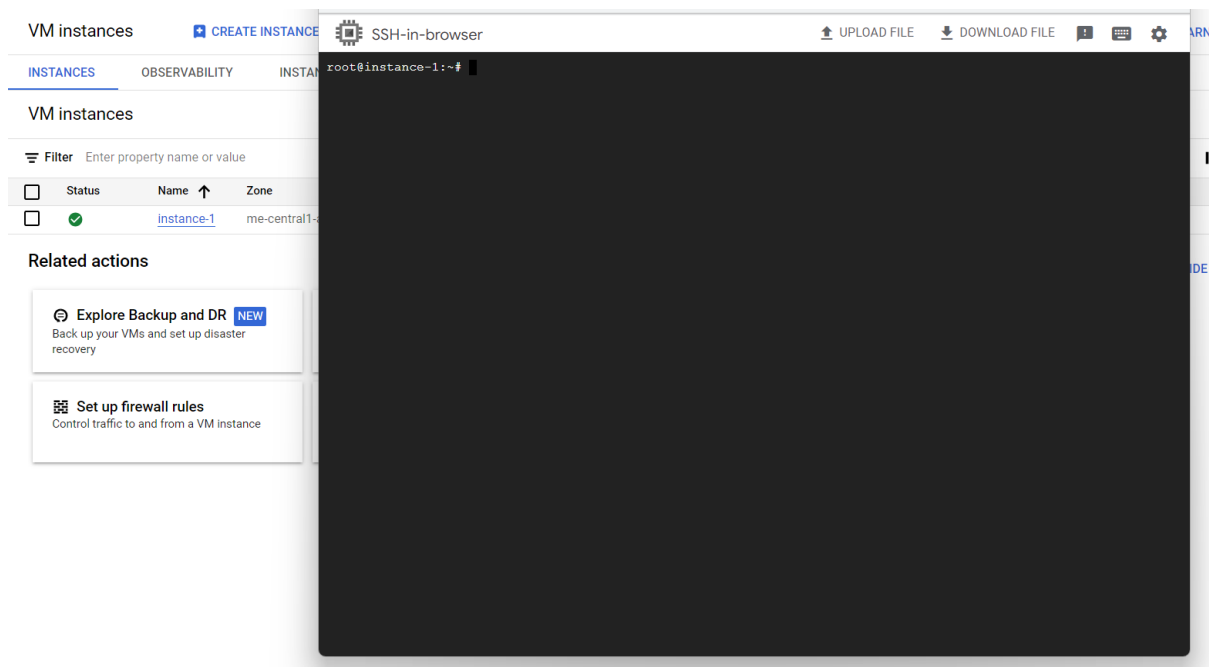 VM instances
CREATE INSTANCE
INSTANCES
OBSERVABILITY
VM instances
Filter Enter property name or value
Status Name Zone
instance-1 me-central1-
Related actions
Explore Backup and DR NEW
Back up your VMs and set up disaster
recovery
Set up firewall rules
Control traffic to and from a VM instance
SSH-in-browser
UPLOAD FILE
DOWNLOAD FILE
root@instance-1:~#